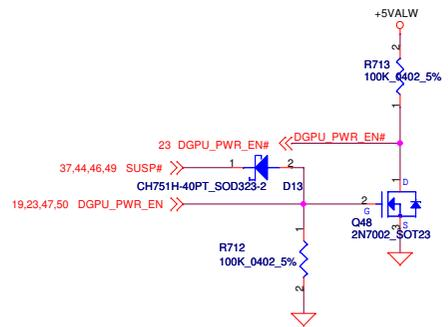 +5VALW
2
R713
100K_0402_5%
1
23 DGPU_PWR_EN# DGPU_PWR_EN#
37,44,46,49 SUSP# 1 2
CH751H-40PT_SOD323-2 D13
1 D
19,23,47,50 DGPU_PWR_EN 2
G
Q48
S
2N7002_SOT23
3
1
R712
100K_0402_5%
2